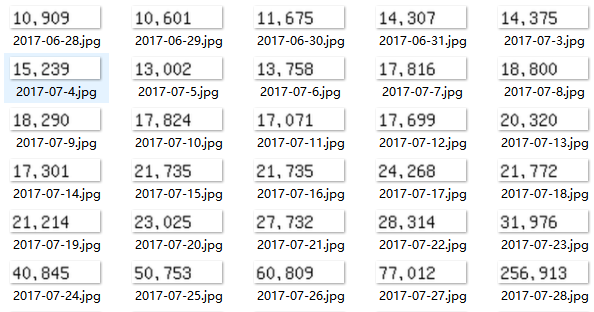 10,909 10,601 11,675 14,307 14,375
2017-06-28.jpg 2017-06-29.jpg 2017-06-30.jpg 2017-06-31.jpg 2017-07-3.jpg
15,239 13,002 13,758 17,816 18,800
2017-07-4.jpg 2017-07-5.jpg 2017-07-6.jpg 2017-07-7.jpg 2017-07-8.jpg
18,290 17,824 17,071 17,699 20,320
2017-07-9.jpg 2017-07-10.jpg 2017-07-11.jpg 2017-07-12.jpg 2017-07-13.jpg
17,301 21,735 21,735 24,268 21,772
2017-07-14.jpg 2017-07-15.jpg 2017-07-16.jpg 2017-07-17.jpg 2017-07-18.jpg
21,214 23,025 27,732 28,314 31,976
2017-07-19.jpg 2017-07-20.jpg 2017-07-21.jpg 2017-07-22.jpg 2017-07-23.jpg
40,845 50,753 60,809 77,012 256,913
2017-07-24.jpg 2017-07-25.jpg 2017-07-26.jpg 2017-07-27.jpg 2017-07-28.jpg